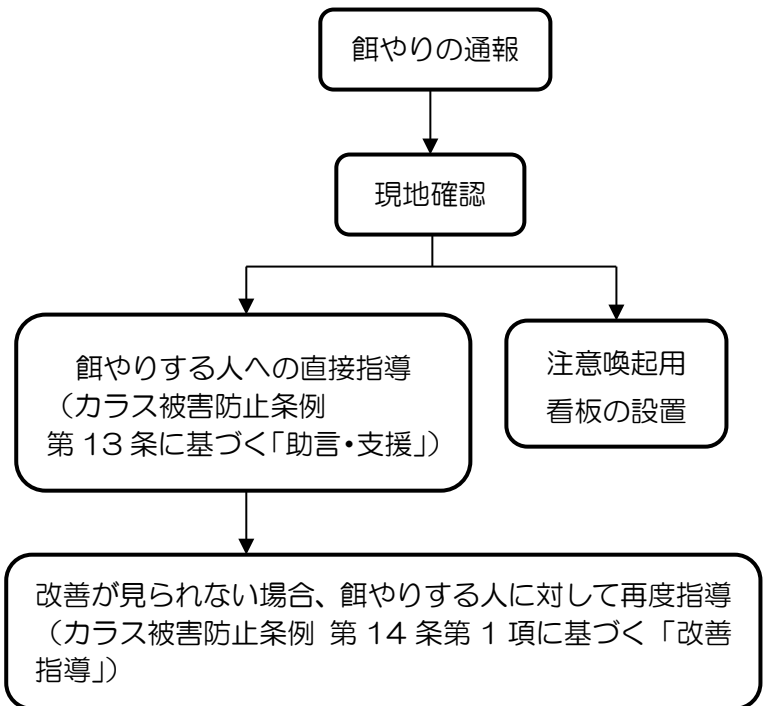 餌やりの通報
現地確認
餌やりする人への直接指導
（カラス被害防止条例
第 13 条に基づく「助言・支援」）
注意喚起用
看板の設置
改善が見られない場合、餌やりする人に対して再度指導
（カラス被害防止条例 第 14 条第 1 項に基づく「改善
指導」）